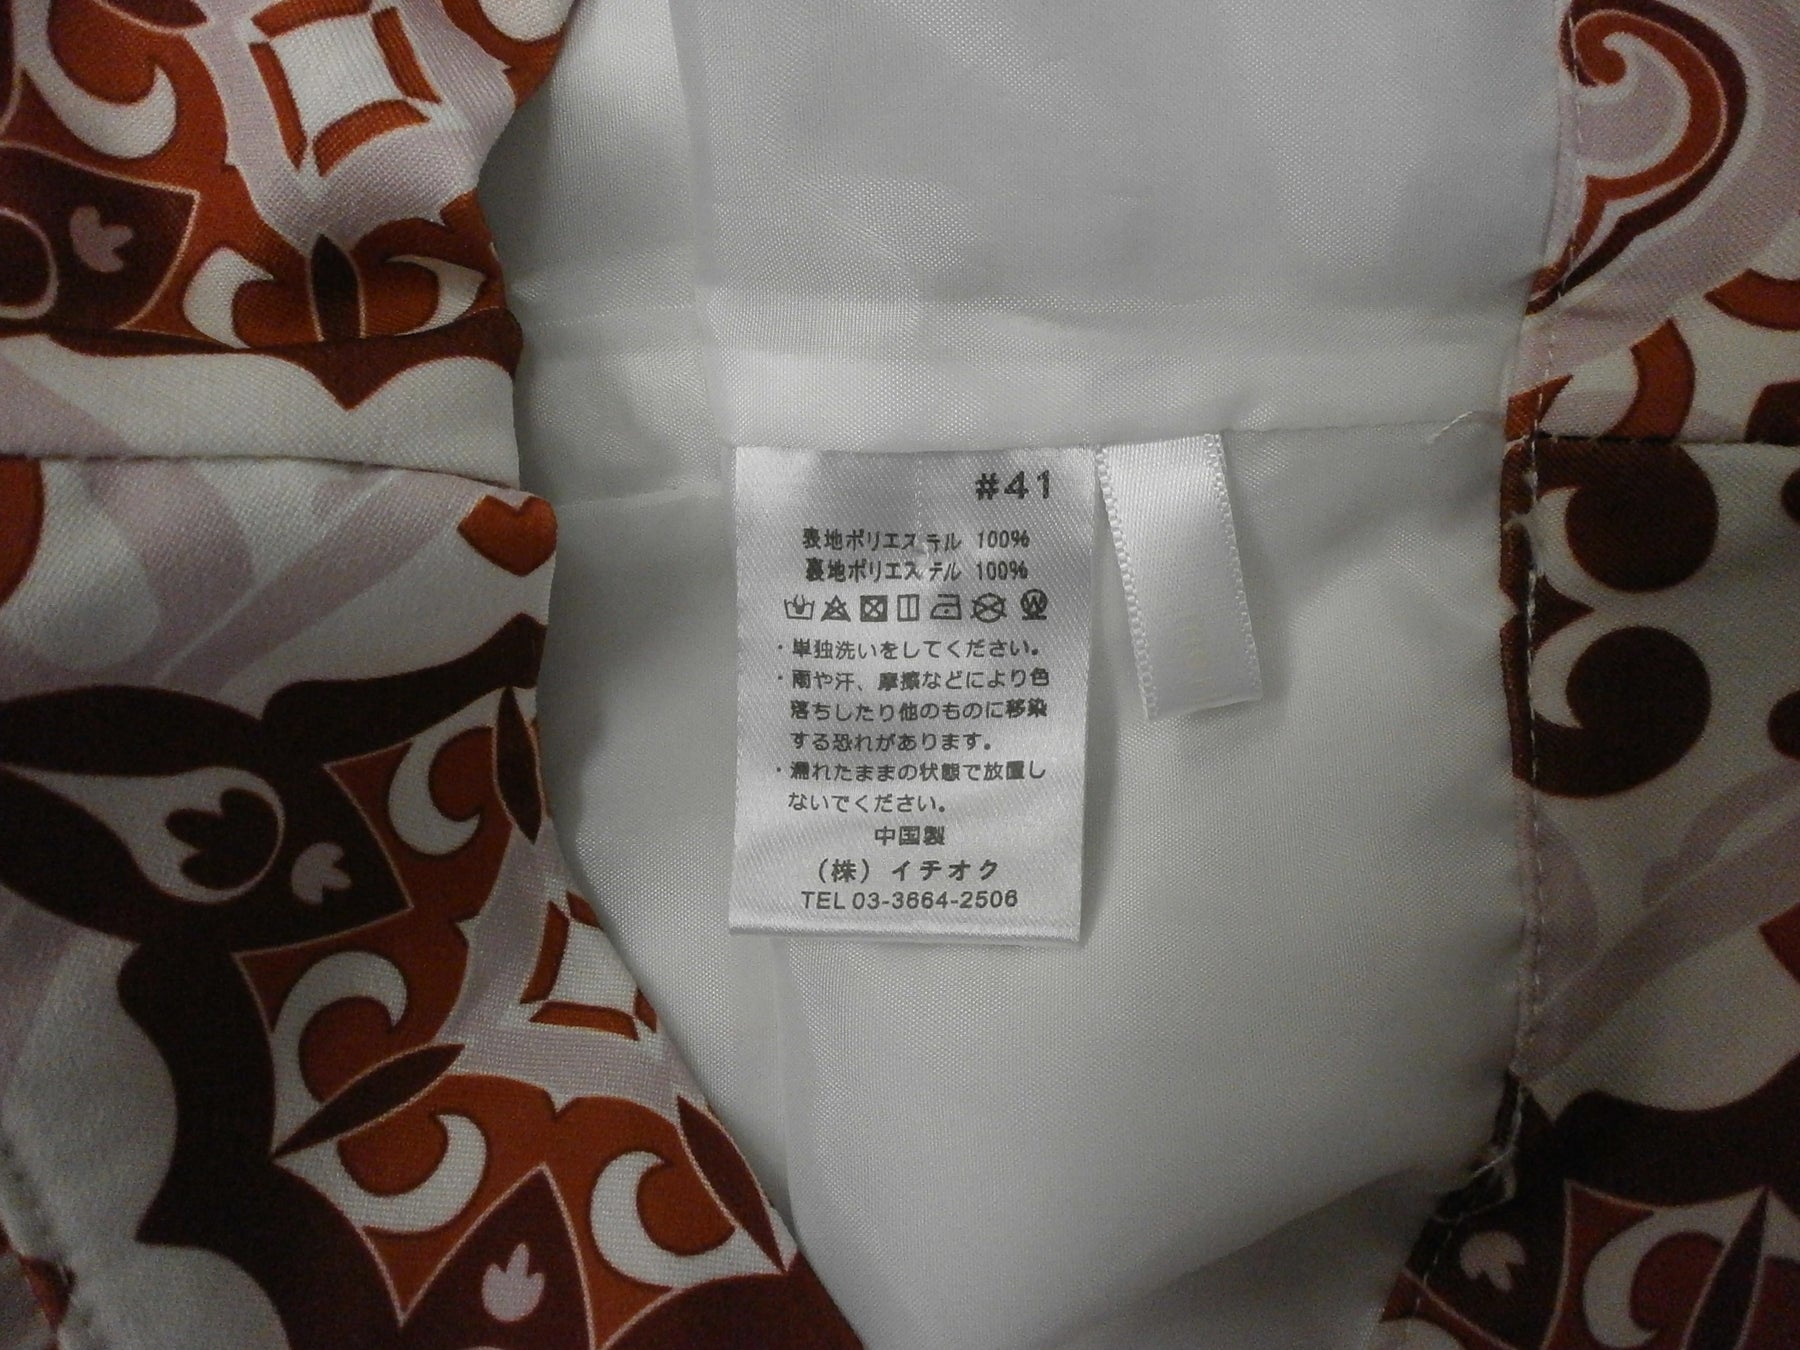 #41
表地ポリエステル 100%
裏地ポリエステル 100%
・単独洗いをしてください。
・雨や汗、摩擦などにより色
落ちしたり他のものに移染
する恐れがあります。
・濡れたままの状態で放置し
ないでください。
中国製
(株) イチオク
TEL 03-3664-2506